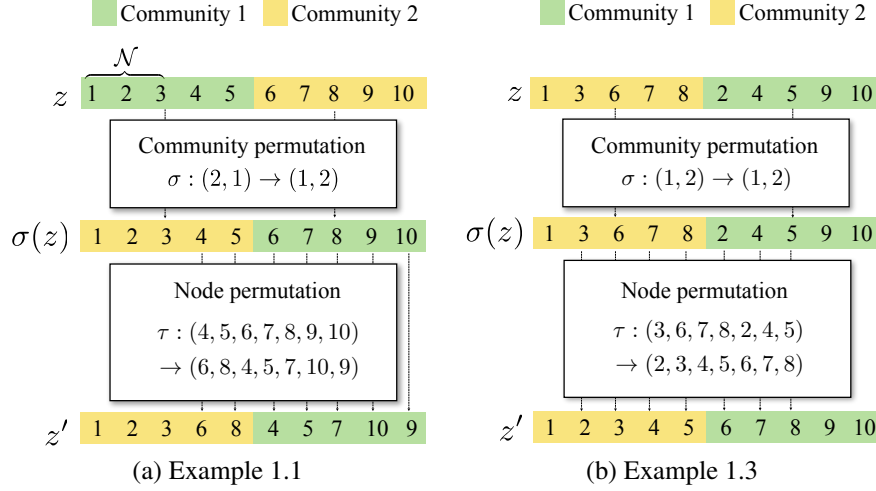 Community 1 Community 2
𝒩
z 1 2 3 4 5 6 7 8 9 10
Community permutation
σ : (2, 1) → (1, 2)
σ(z) 1 2 3 4 5 6 7 8 9 10
Node permutation
τ : (4, 5, 6, 7, 8, 9, 10)
→ (6, 8, 4, 5, 7, 10, 9)
z′ 1 2 3 6 8 4 5 7 10 9
(a) Example 1.1
Community 1 Community 2
z 1 3 6 7 8 2 4 5 9 10
Community permutation
σ : (1, 2) → (1, 2)
σ(z) 1 3 6 7 8 2 4 5 9 10
Node permutation
τ : (3, 6, 7, 8, 2, 4, 5)
→ (2, 3, 4, 5, 6, 7, 8)
z′ 1 2 3 4 5 6 7 8 9 10
(b) Example 1.3